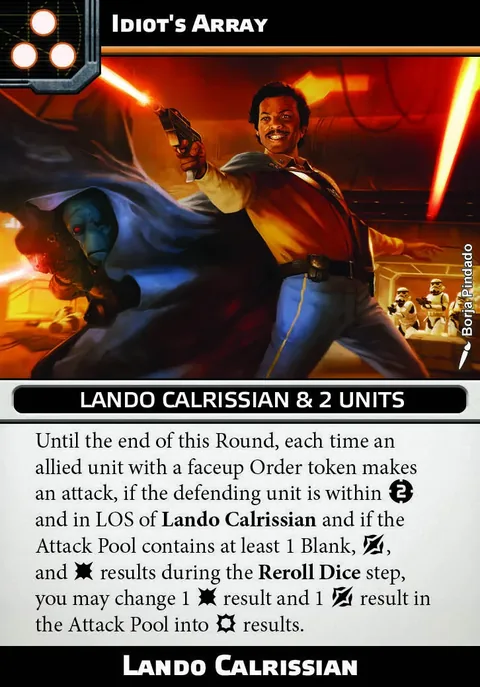 Idiot's Array
Borja Pindado
LANDO CALRISSIAN & 2 UNITS
Until the end of this Round, each time an
allied unit with a faceup Order token makes
an attack, if the defending unit is within 2
and in LOS of Lando Calrissian and if the
Attack Pool contains at least 1 Blank, ,
and results during the Reroll Dice step,
you may change 1 result and 1 result in
the Attack Pool into results.
Lando Calrissian